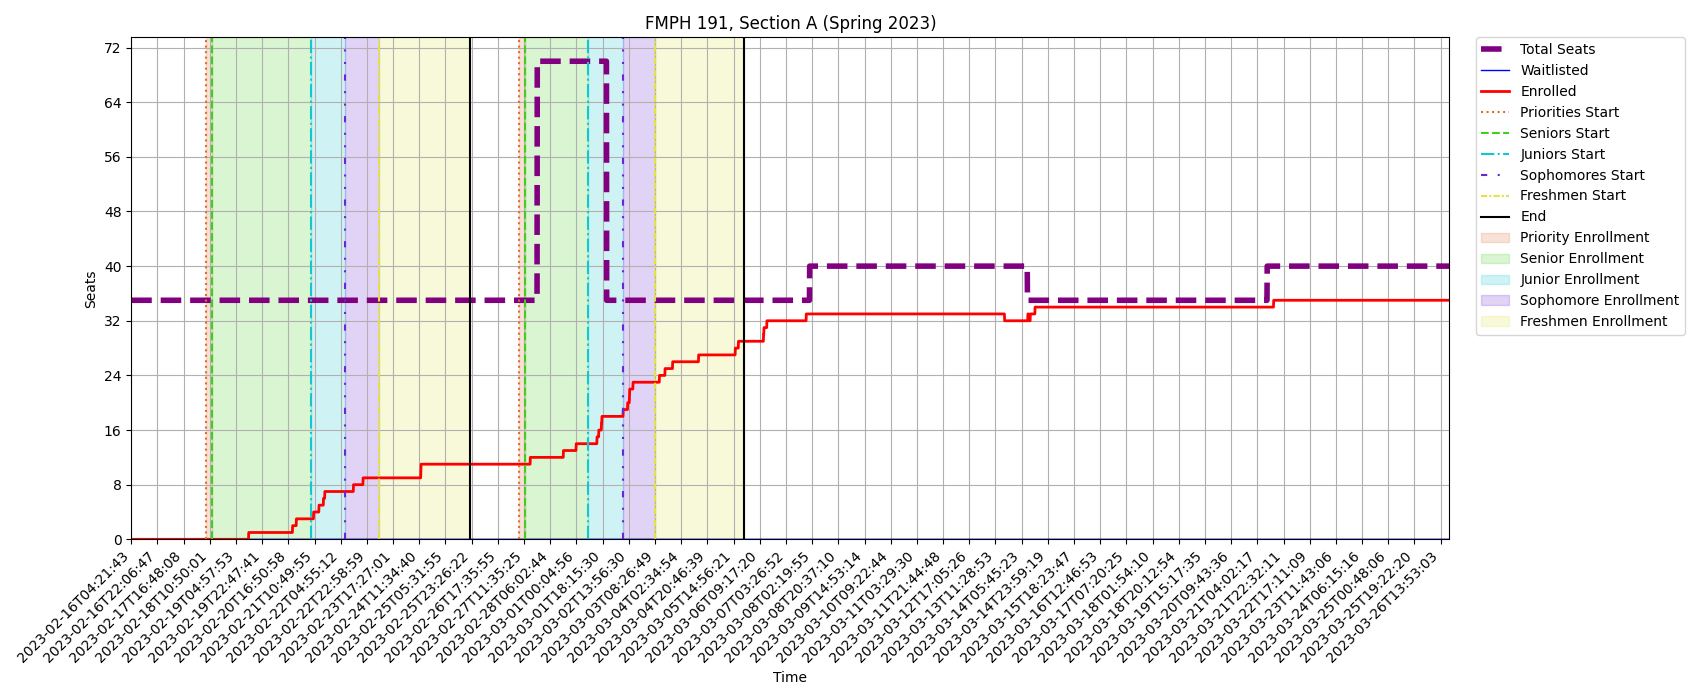 FMPH 191, Section A (Spring 2023)
72
64
56
48
40
32
24
16
8
0
Seats
2023-02-16T04:21:43
2023-02-16T22:06:47
2023-02-17T16:48:08
2023-02-18T10:50:01
2023-02-19T04:57:53
2023-02-19T22:47:41
2023-02-20T16:50:58
2023-02-21T10:49:55
2023-02-22T04:55:12
2023-02-22T22:58:59
2023-02-23T17:27:01
2023-02-24T11:34:40
2023-02-25T05:31:55
2023-02-25T23:26:22
2023-02-26T17:35:55
2023-02-27T11:35:25
2023-02-28T06:02:44
2023-03-01T00:04:56
2023-03-01T18:15:30
2023-03-02T13:56:30
2023-03-03T08:26:49
2023-03-04T02:34:54
2023-03-04T20:46:39
2023-03-05T14:56:21
2023-03-06T09:17:20
2023-03-07T03:26:52
2023-03-08T02:19:55
2023-03-08T20:37:10
2023-03-09T14:53:14
2023-03-10T09:22:44
2023-03-11T03:29:30
2023-03-11T21:44:48
2023-03-12T17:05:26
2023-03-13T11:28:53
2023-03-14T05:45:23
2023-03-14T23:59:19
2023-03-15T18:23:47
2023-03-16T12:46:53
2023-03-17T07:20:25
2023-03-18T01:54:10
2023-03-18T20:12:54
2023-03-19T15:17:35
2023-03-20T09:43:36
2023-03-21T04:02:17
2023-03-21T22:32:11
2023-03-22T17:11:09
2023-03-23T11:43:06
2023-03-24T06:15:16
2023-03-25T00:48:06
2023-03-25T19:22:20
2023-03-26T13:53:03
Time
Total Seats
Waitlisted
Enrolled
Priorities Start
Seniors Start
Juniors Start
Sophomores Start
Freshmen Start
End
Priority Enrollment
Senior Enrollment
Junior Enrollment
Sophomore Enrollment
Freshmen Enrollment